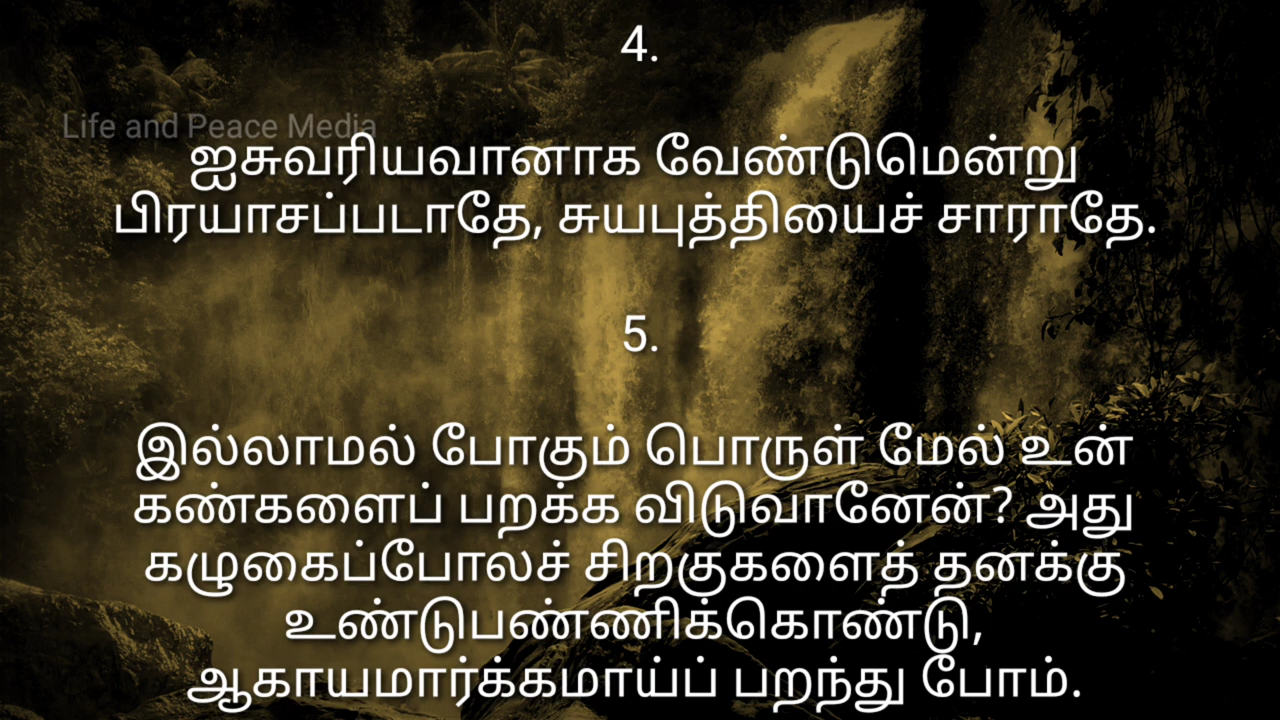 4.
Life and Peace Media
ஐசுவரியவானாக வேண்டுமென்று
பிரயாசப்படாதே, சுயபுத்தியைச் சாராதே.
5.
இல்லாமல் போகும் பொருள் மேல் உன்
கண்களைப் பறக்க விடுவானேன்? அது
கழுகைப்போலச் சிறகுகளைத் தனக்கு
உண்டுபண்ணிக்கொண்டு,
ஆகாயமார்க்கமாய்ப் பறந்து போம்.